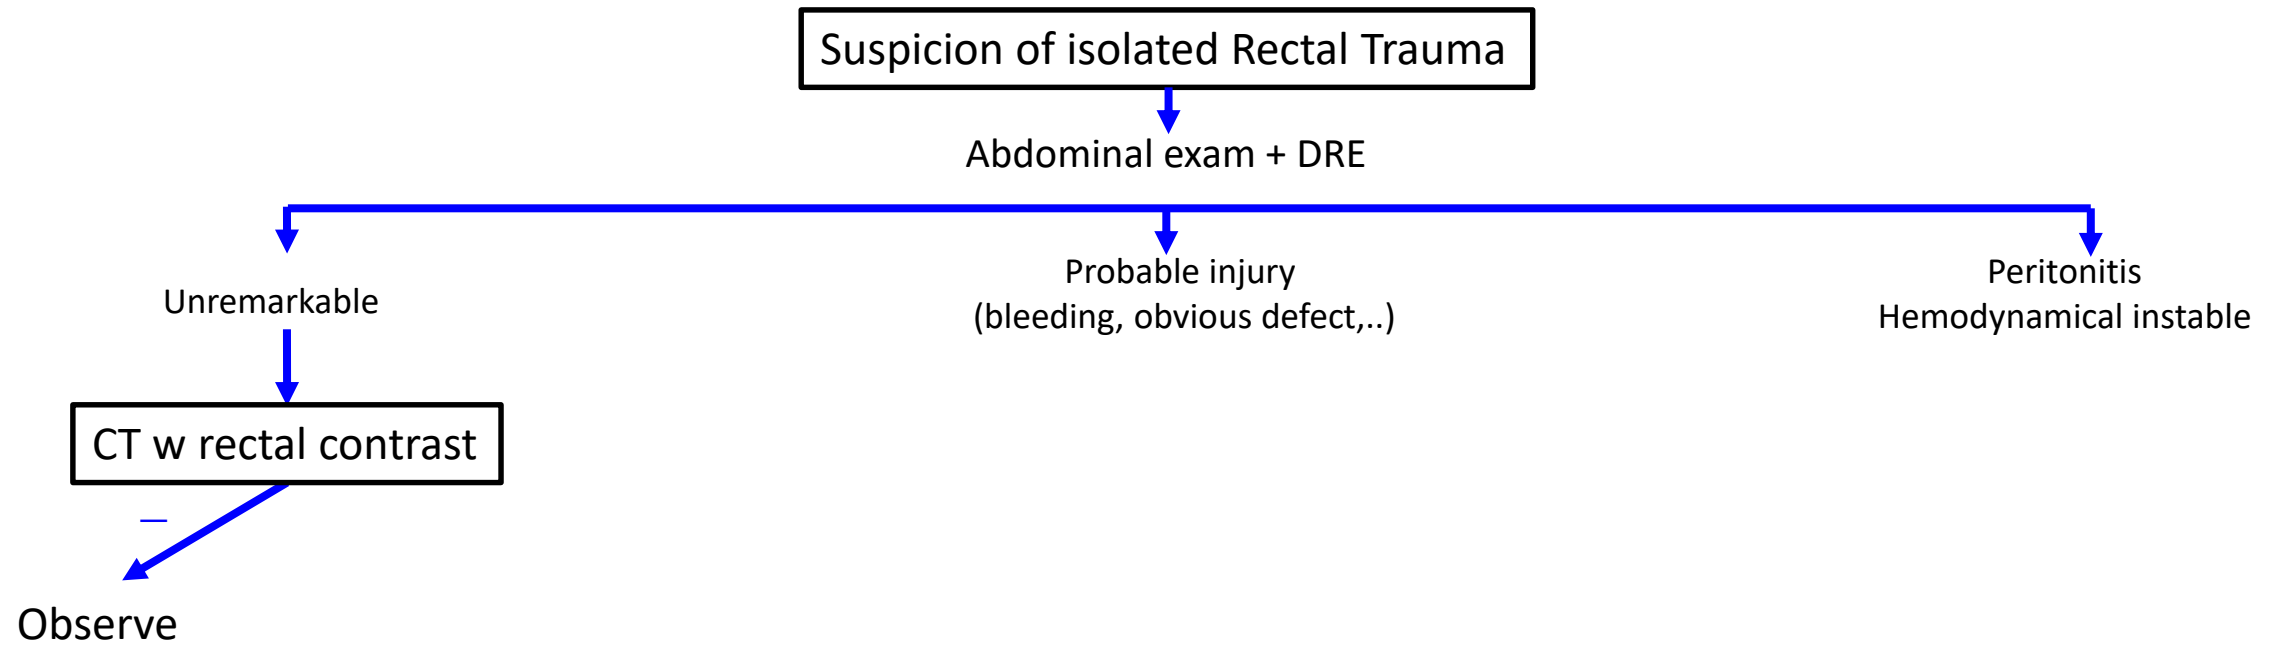 Suspicion of isolated Rectal Trauma
Abdominal exam + DRE
Unremarkable
Probable injury
(bleeding, obvious defect,..)
Peritonitis
Hemodynamical instable
CT w rectal contrast
–
Observe